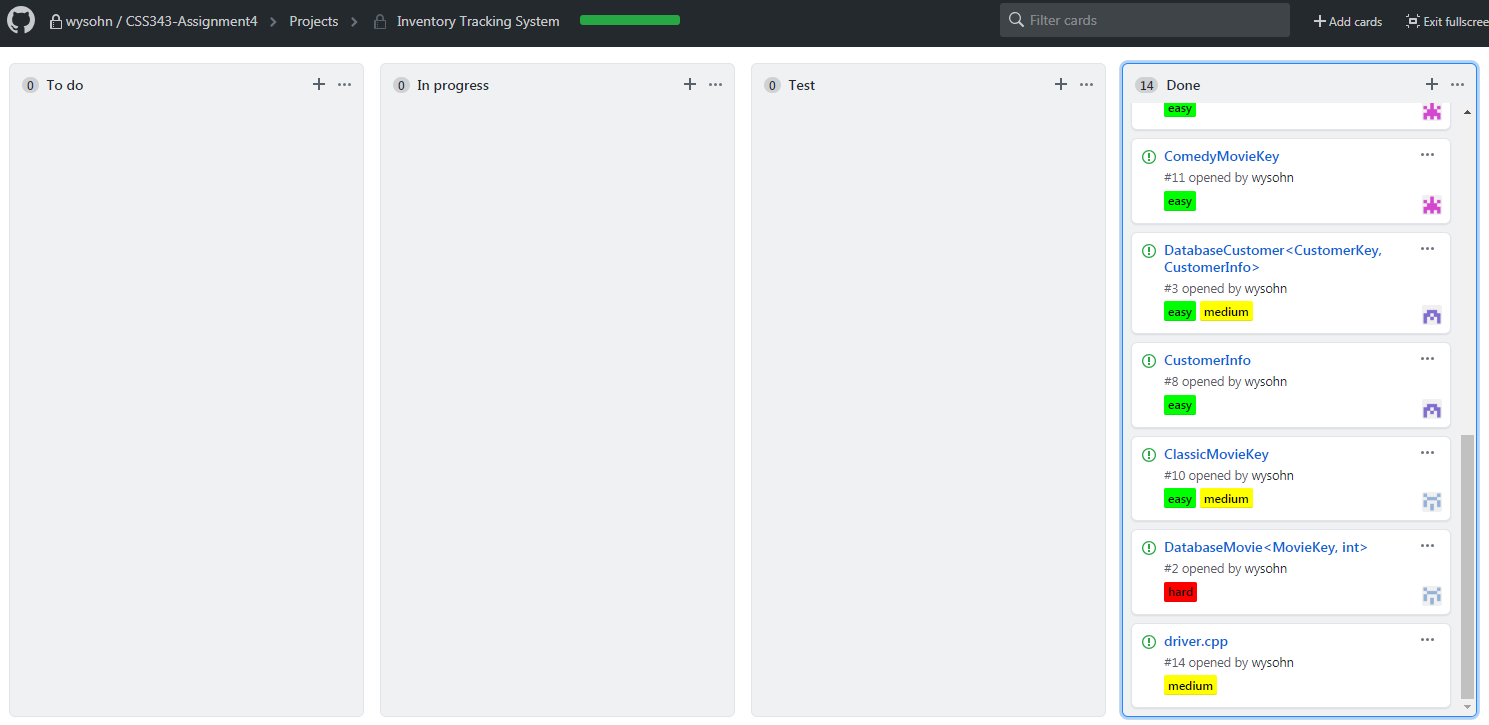 wysohn / CSS343-Assignment4 Projects Inventory Tracking System Filter cards Add cards Exit fullscree
0 To do
0 In progress
0 Test
14 Done
easy
ComedyMovieKey
#11 opened by wysohn
easy
DatabaseCustomer<CustomerKey,
CustomerInfo>
#3 opened by wysohn
easy medium
CustomerInfo
#8 opened by wysohn
easy
ClassicMovieKey
#10 opened by wysohn
easy medium
DatabaseMovie<MovieKey, int>
#2 opened by wysohn
hard
driver.cpp
#14 opened by wysohn
medium